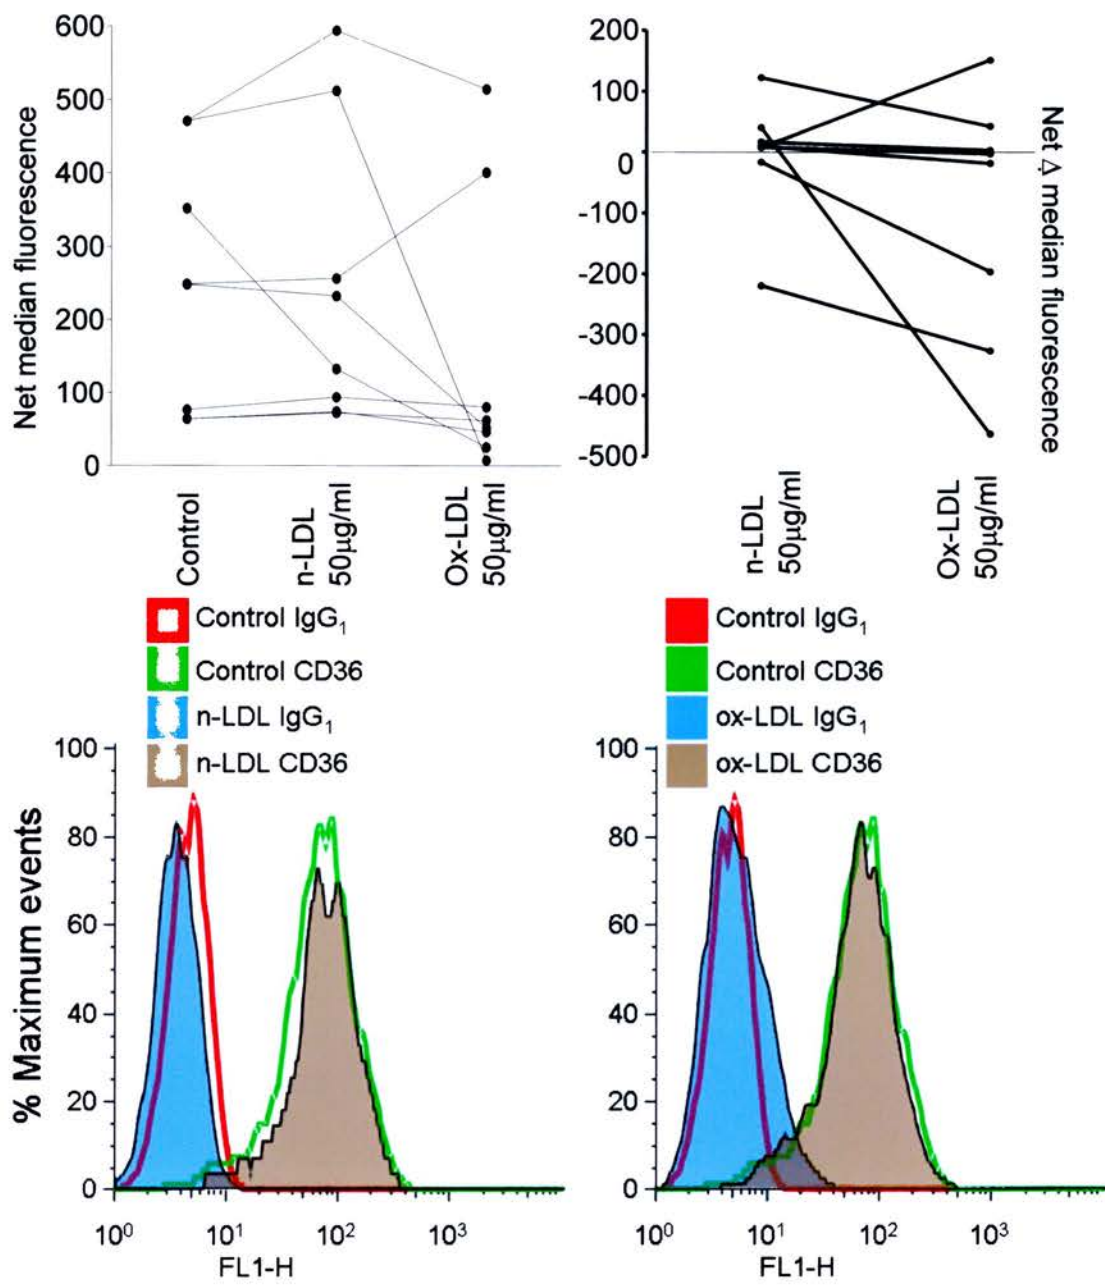 600
500
400
300
200
100
0
Net median fluorescence
Control
n-LDL
50μg/ml
Ox-LDL
50μg/ml
200
100
0
-100
-200
-300
-400
-500
Net Δ median fluorescence
n-LDL
50μg/ml
Ox-LDL
50μg/ml
Control IgG₁
Control CD36
n-LDL IgG₁
n-LDL CD36
100
80
60
40
20
0
% Maximum events
10⁰ 10¹ 10² 10³
FL1-H
Control IgG₁
Control CD36
ox-LDL IgG₁
ox-LDL CD36
100
80
60
40
20
0
10⁰ 10¹ 10² 10³
FL1-H